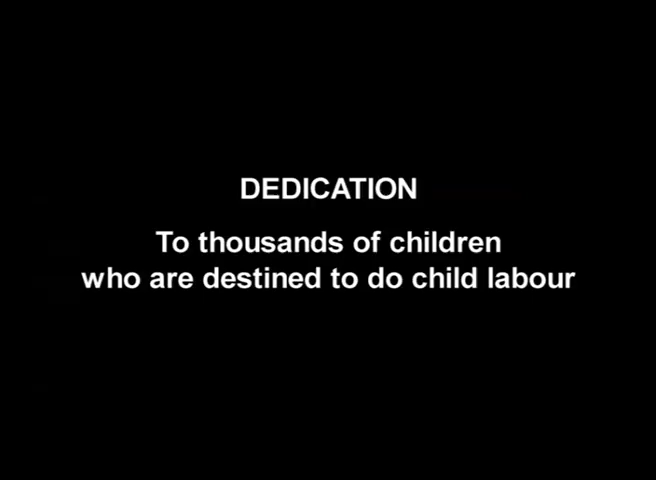 DEDICATION
To thousands of children
who are destined to do child labour